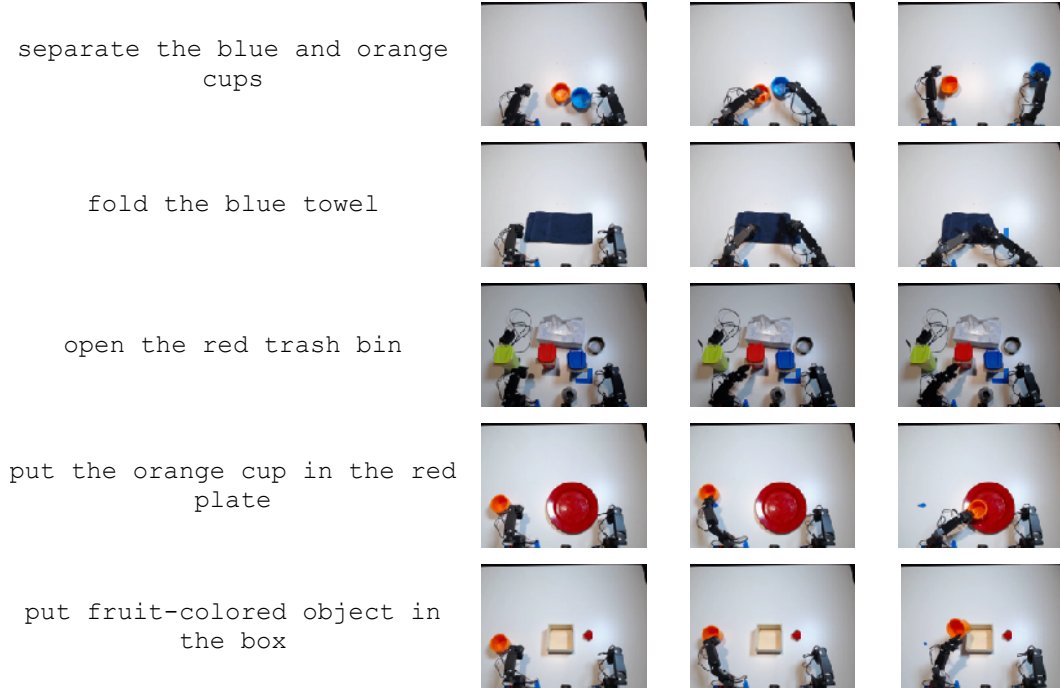 separate the blue and orange
cups
fold the blue towel
open the red trash bin
put the orange cup in the red
plate
put fruit-colored object in
the box